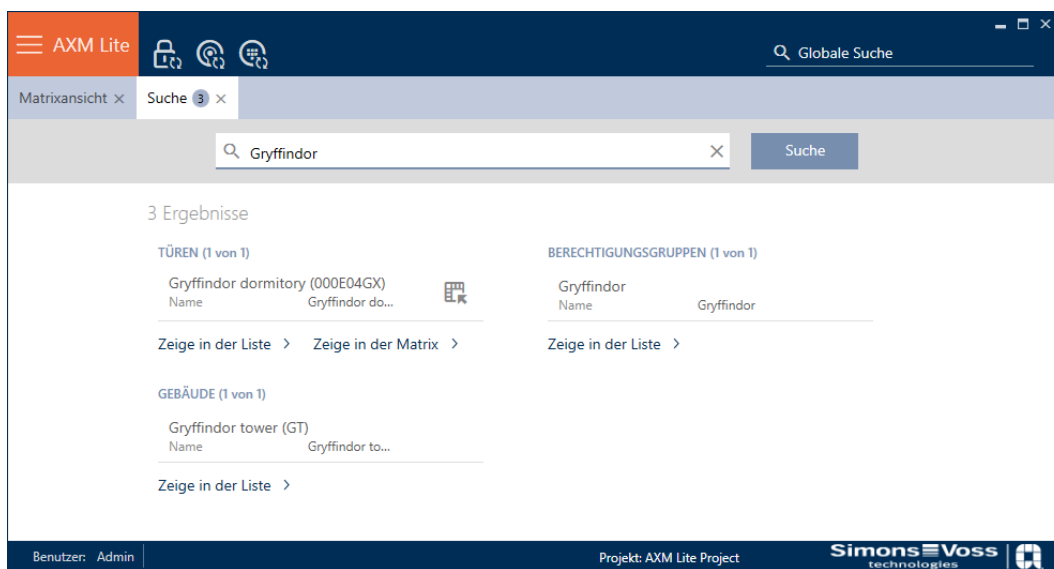 AXM Lite
Globale Suche
Matrixansicht
Suche 3
Gryffindor
Suche
3 Ergebnisse
TÜREN (1 von 1)
Gryffindor dormitory (000E04GX)
Name Gryffindor do...
Zeige in der Liste Zeige in der Matrix
BERECHTIGUNGSGRUPPEN (1 von 1)
Gryffindor
Name Gryffindor
Zeige in der Liste
GEBÄUDE (1 von 1)
Gryffindor tower (GT)
Name Gryffindor to...
Zeige in der Liste
Benutzer: Admin
Projekt: AXM Lite Project
Simons Voss
technologies